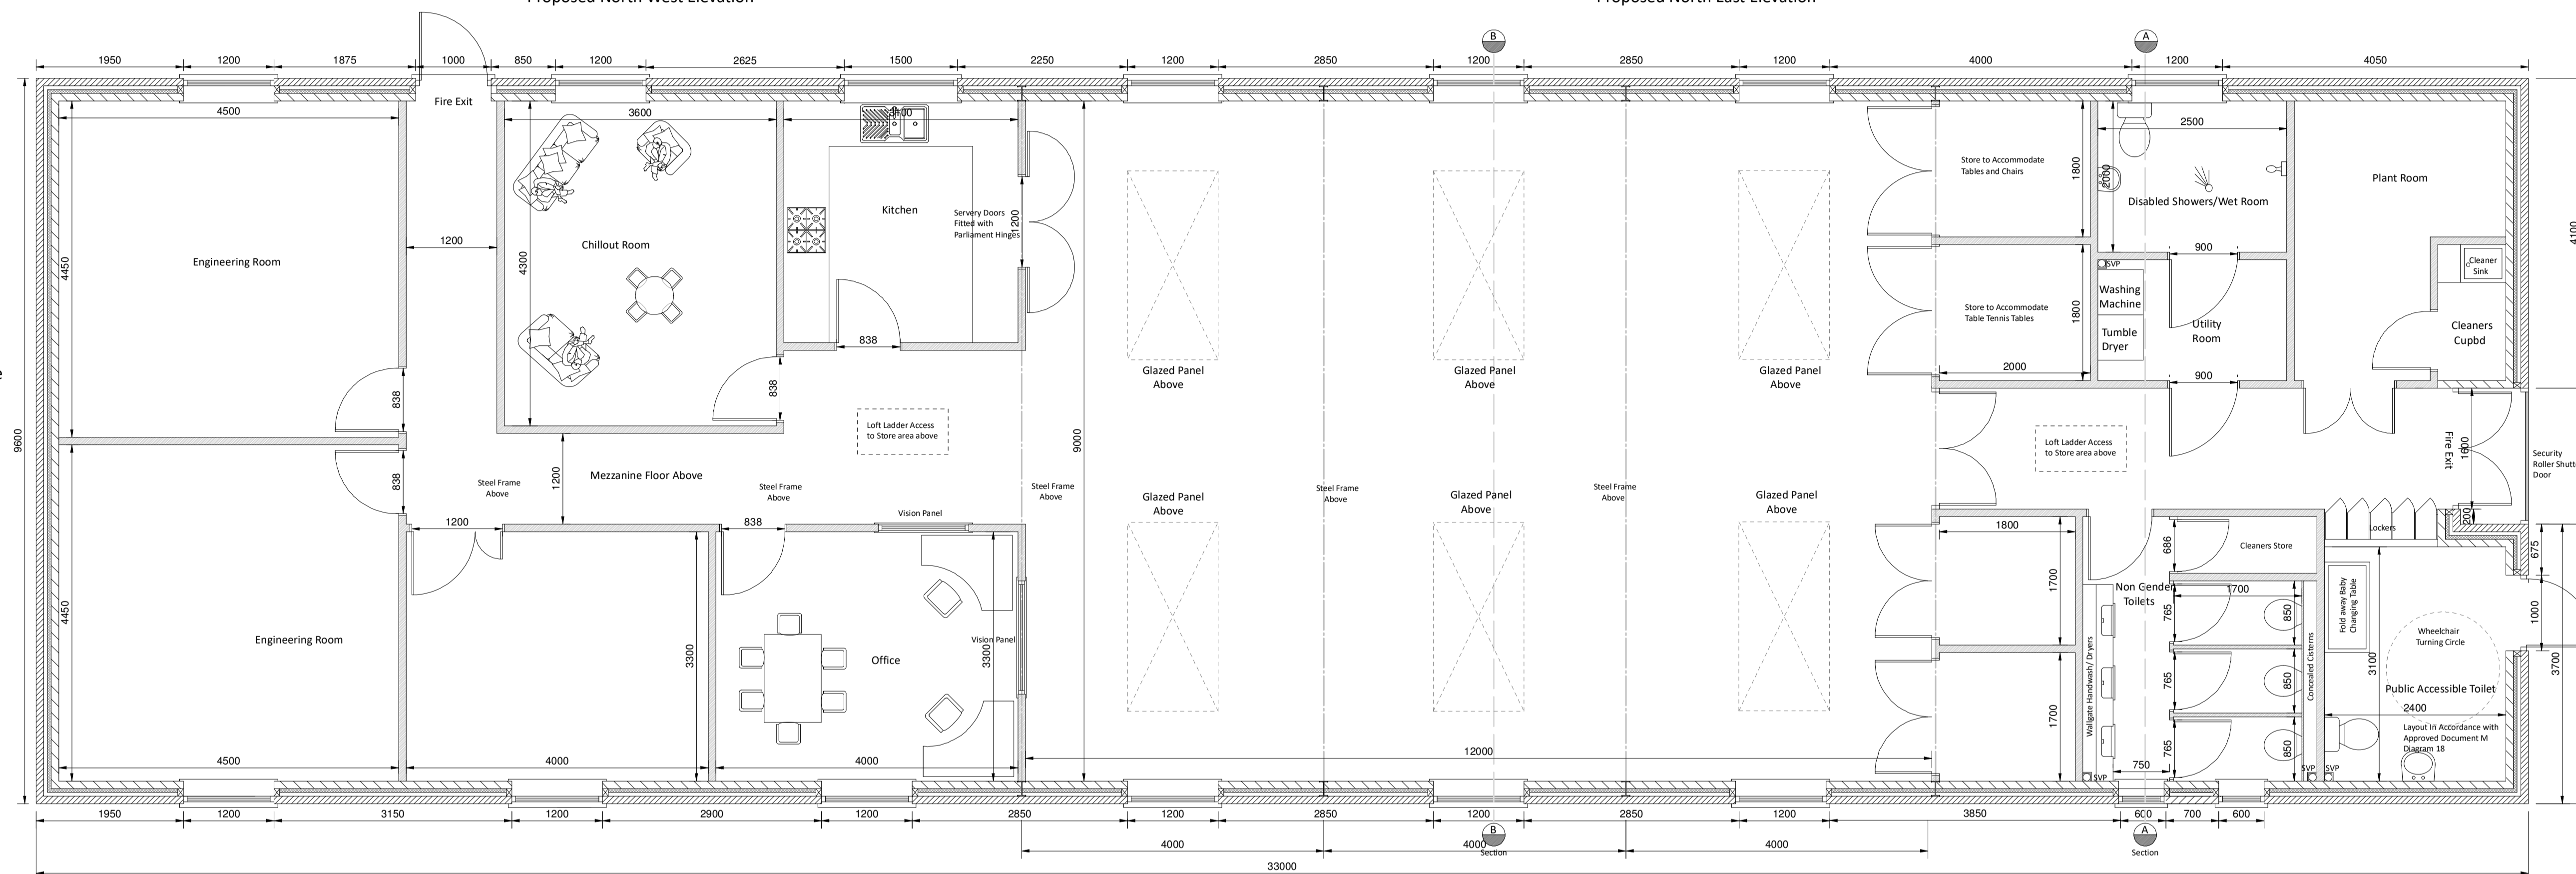 Proposed North West Elevation
Proposed North East Elevation
B
A
1950
1200
1875
1000
850
1200
2625
1500
2250
1200
2850
1200
2850
1200
4000
1200
4050
Fire Exit
4500
3600
3100
2500
Store to Accommodate
Tables and Chairs
1800
2000
Plant Room
Disabled Showers/Wet Room
4100
Kitchen
Servery Doors
Fitted with
Parliament Hinges
1200
1200
Chillout Room
4300
Engineering Room
4450
900
SVP
Cleaner
Sink
Washing
Machine
Store to Accommodate
Table Tennis Tables
1800
Tumble
Dryer
Utility
Room
Cleaners
Cupbd
838
838
838
Glazed Panel
Above
Glazed Panel
Above
Glazed Panel
Above
2000
900
9600
9000
Loft Ladder Access
to Store area above
Loft Ladder Access
to Store area above
Fire Exit
1600
Security
Roller Shutt
Door
838
1200
Mezzanine Floor Above
Steel Frame
Above
Steel Frame
Above
Steel Frame
Above
Steel Frame
Above
Steel Frame
Above
Glazed Panel
Above
Glazed Panel
Above
Glazed Panel
Above
Vision Panel
1200
838
1800
200
Lockers
686
Cleaners Store
675
Non Gender
Toilets
1700
Fold away Baby
Changing Table
1700
765
850
1000
Wheelchair
Turning Circle
Engineering Room
4450
3300
Office
Vision Panel
3300
Wallgate Handwash/ Dryers
765
850
Concealed Cisterns
3100
3700
Public Accessible Toilet
2400
Layout In Accordance with
Approved Document M
Diagram 18
1700
765
850
12000
4500
4000
4000
750
SVP
SVP
SVP
1950
1200
3150
1200
2900
1200
2850
1200
2850
1200
2850
1200
3850
600
700
600
B
Section
A
Section
4000
4000
4000
33000